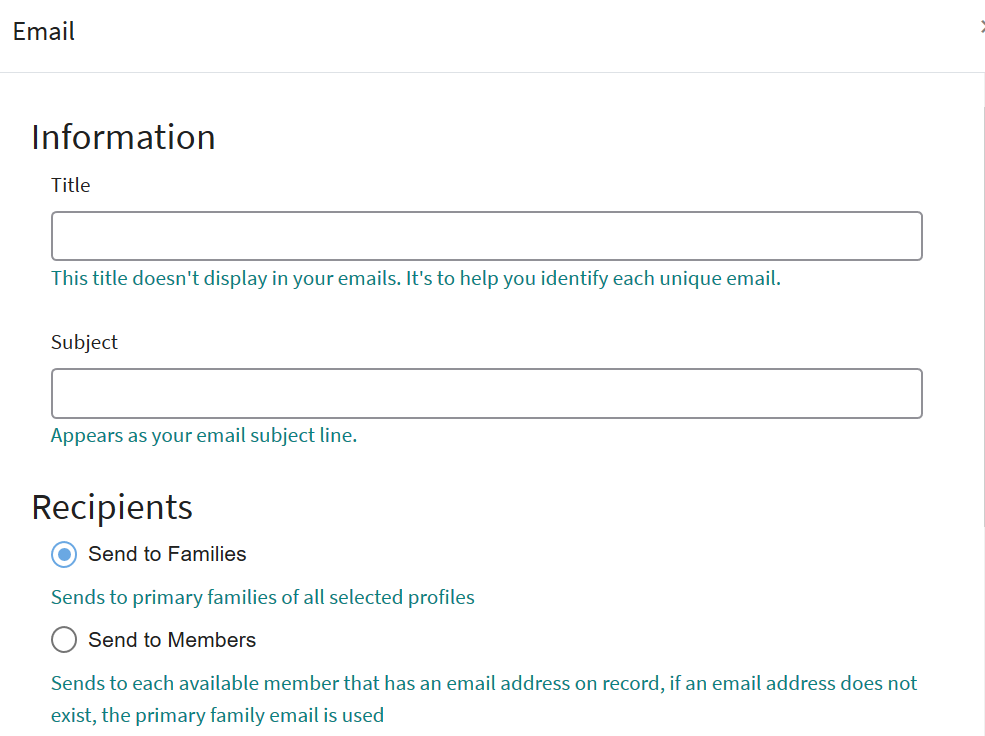 Email
Information
Title
This title doesn't display in your emails. It's to help you identify each unique email.
Subject
Appears as your email subject line.
Recipients
Send to Families
Sends to primary families of all selected profiles
Send to Members
Sends to each available member that has an email address on record, if an email address does not
exist, the primary family email is used